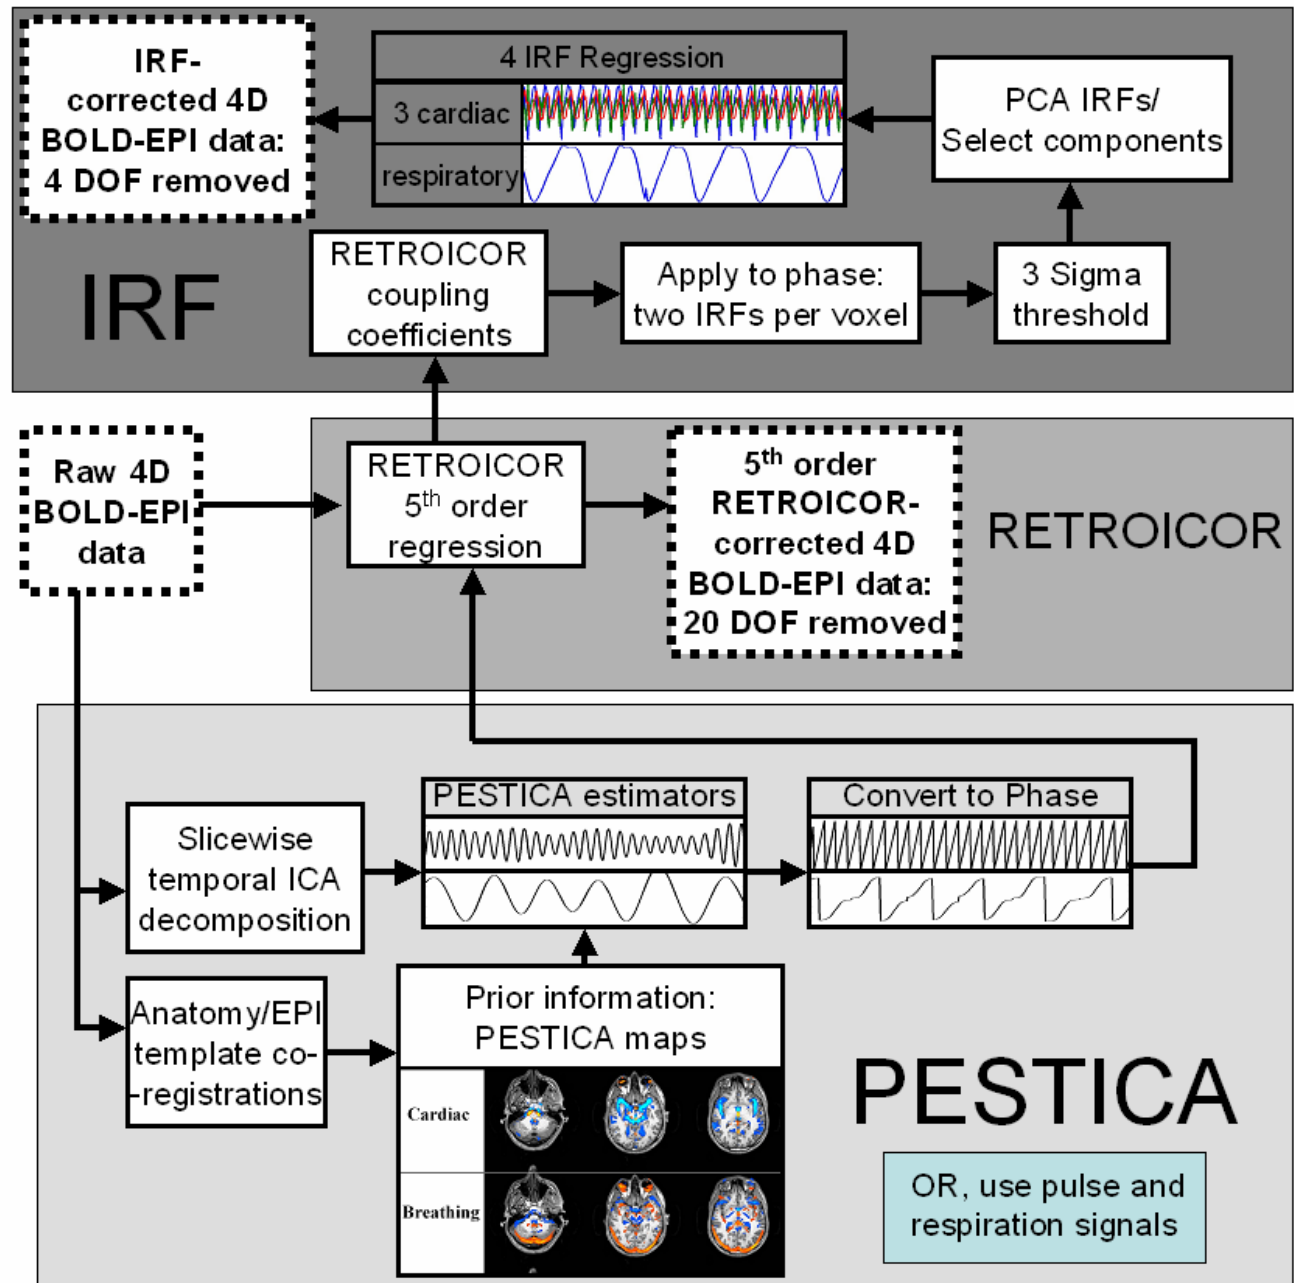 IRF-
corrected 4D
BOLD-EPI data:
4 DOF removed
4 IRF Regression
3 cardiac
respiratory
PCA IRFs/
Select components
IRF
RETROICOR
coupling
coefficients
Apply to phase:
two IRFs per voxel
3 Sigma
threshold
Raw 4D
BOLD-EPI
data
RETROICOR
5th order
regression
5th order
RETROICOR-
corrected 4D
BOLD-EPI data:
20 DOF removed
RETROICOR
Slicewise
temporal ICA
decomposition
PESTICA estimators
Convert to Phase
Anatomy/EPI
template co-
-registrations
Prior information:
PESTICA maps
Cardiac
Breathing
PESTICA
OR, use pulse and
respiration signals